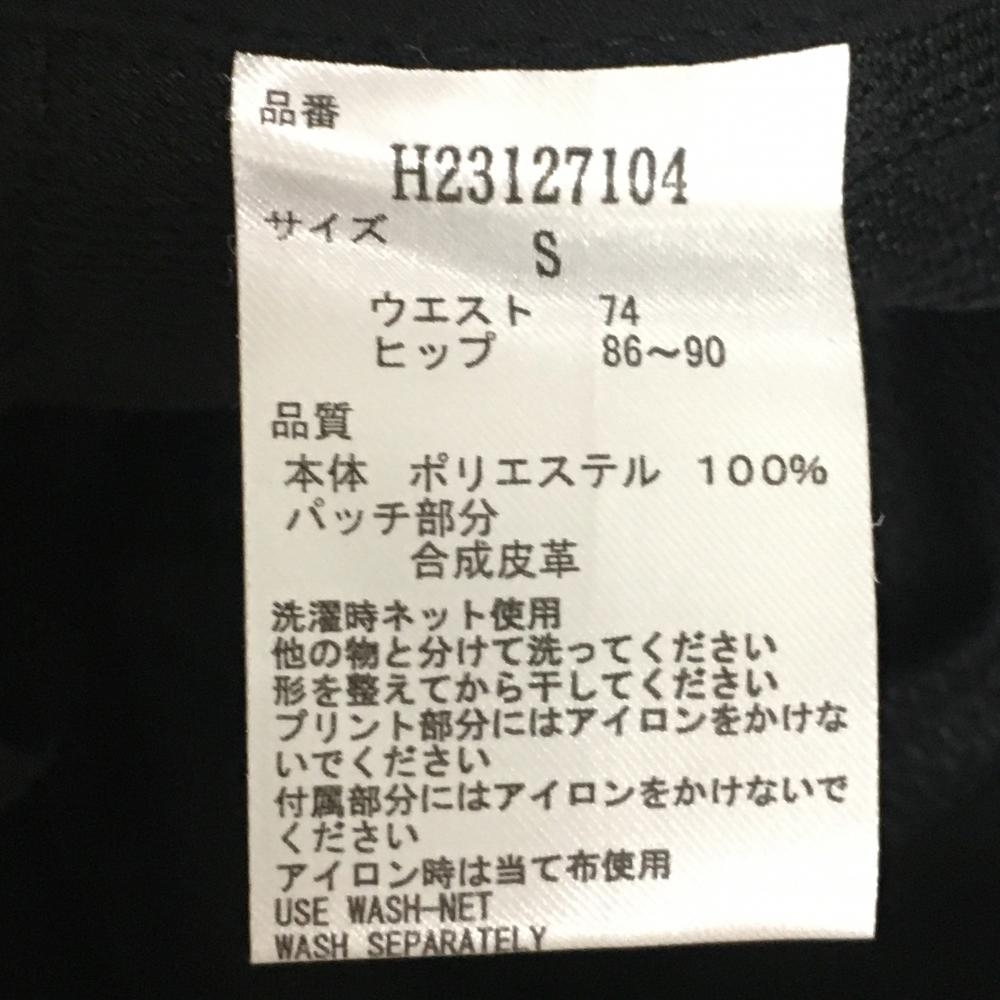 品番
H23127104
サイズ S
ウエスト 74
ヒップ 86～90
品質
本体 ポリエステル 100%
パッチ部分
合成皮革
洗濯時ネット使用
他の物と分けて洗ってください
形を整えてから干してください
プリント部分にはアイロンをかけな
いでください
付属部分にはアイロンをかけないで
ください
アイロン時は当て布使用
USE WASH-NET
WASH SEPARATELY